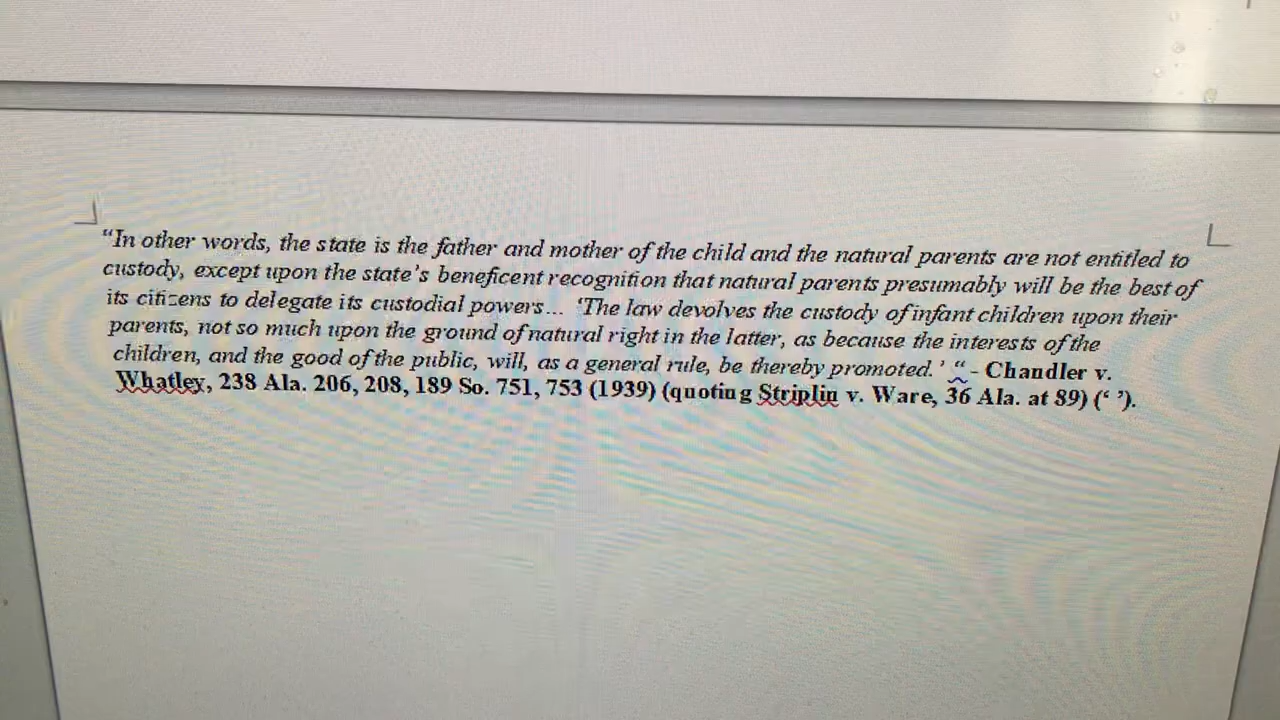 “In other words, the state is the father and mother of the child and the natural parents are not entitled to
custody, except upon the state’s beneficent recognition that natural parents presumably will be the best of
its citizens to delegate its custodial powers… ‘The law devolves the custody of infant children upon their
parents, not so much upon the ground of natural right in the latter, as because the interests of the
children, and the good of the public, will, as a general rule, be thereby promoted.’ “ - Chandler v.
Whatley, 238 Ala. 206, 208, 189 So. 751, 753 (1939) (quoting Striplin v. Ware, 36 Ala. at 89) (‘ ’).